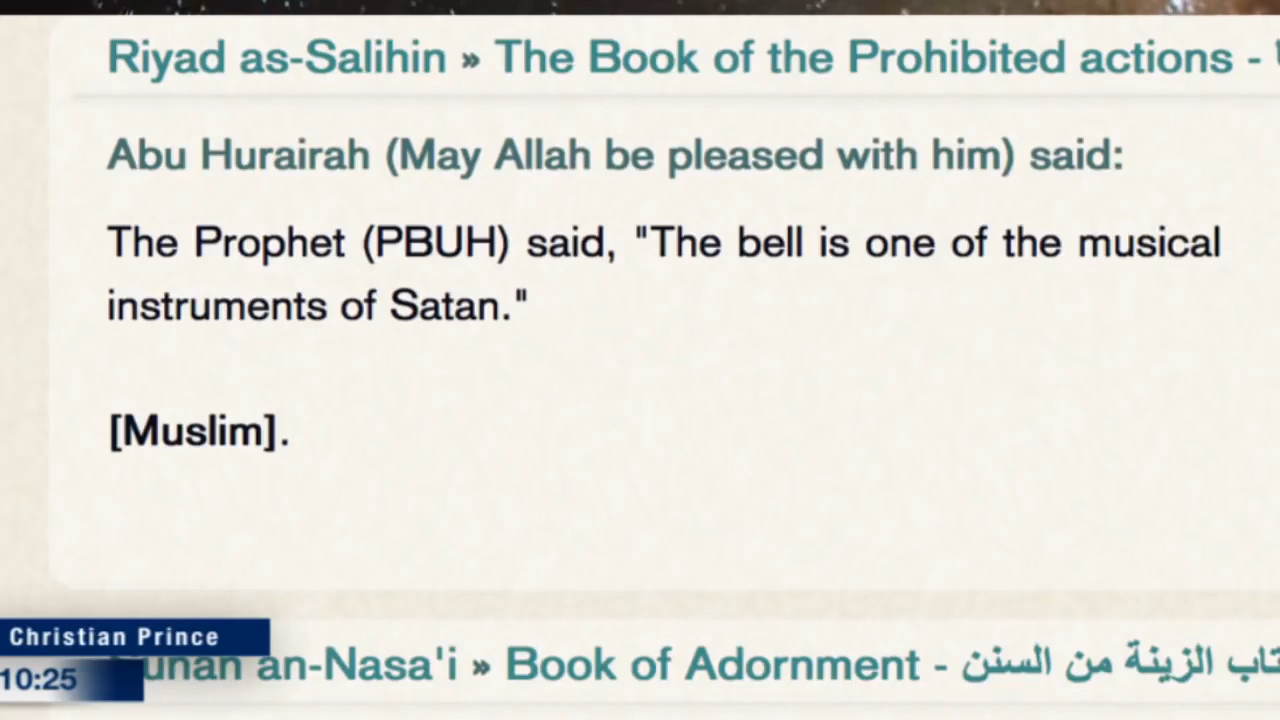 Riyad as-Salihin » The Book of the Prohibited actions -
Abu Hurairah (May Allah be pleased with him) said:
The Prophet (PBUH) said, "The bell is one of the musical
instruments of Satan."
[Muslim].
Christian Prince
an-Nasa'i » Book of Adornment - الزينة من السنن
10:25